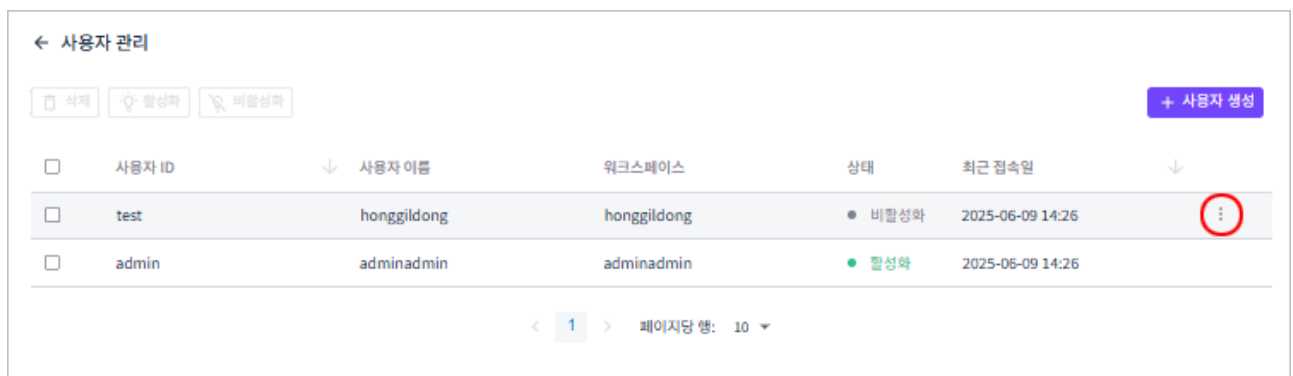 ← 사용자 관리
삭제 활성화 비활성화 + 사용자 생성
사용자 ID ↓ 사용자 이름 워크스페이스 상태 최근 접속일 ↓
test honggildong honggildong 비활성화 2025-06-09 14:26
admin adminadmin adminadmin 활성화 2025-06-09 14:26
< 1 > 페이지당 행: 10